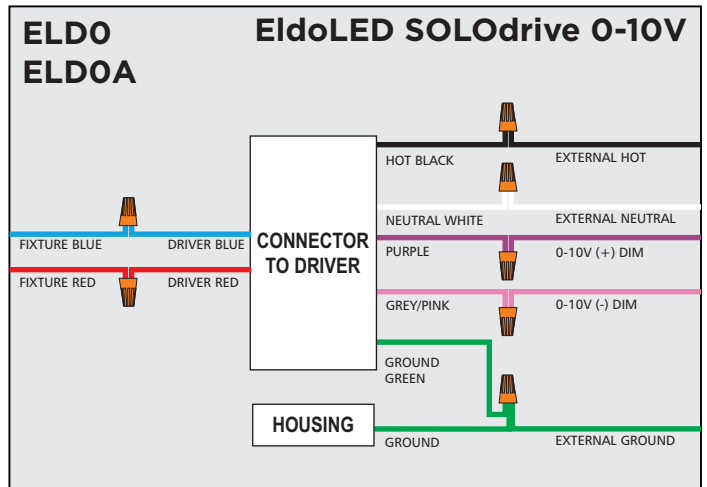 ELD0
ELD0A
EldoLED SOLOdrive 0-10V
HOT BLACK
EXTERNAL HOT
NEUTRAL WHITE
EXTERNAL NEUTRAL
FIXTURE BLUE
DRIVER BLUE
CONNECTOR
TO DRIVER
PURPLE
0-10V (+) DIM
FIXTURE RED
DRIVER RED
GREY/PINK
0-10V (-) DIM
GROUND
GREEN
HOUSING
GROUND
EXTERNAL GROUND